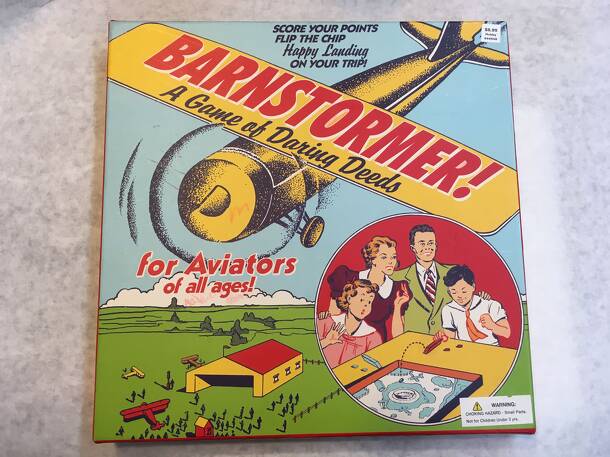 SCORE YOUR POINTS
FLIP THE CHIP
Happy Landing
ON YOUR TRIP!
BARNSTORMER!
A Game of Daring Deeds
for Aviators
of all ages!
WARNING:
CHOKING HAZARD - Small Parts.
Not for Children Under 3 yrs.